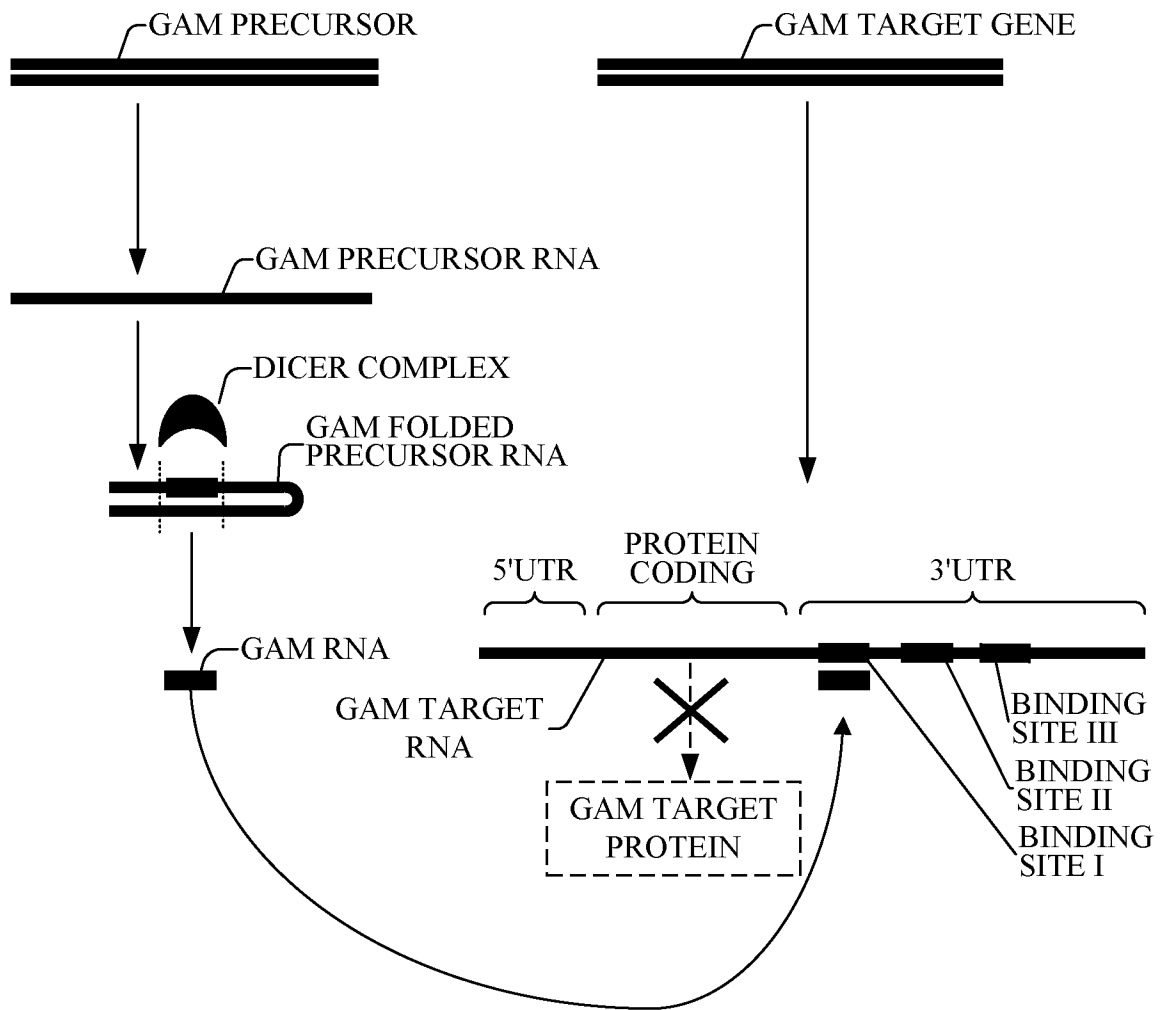 GAM PRECURSOR
GAM TARGET GENE
GAM PRECURSOR RNA
DICER COMPLEX
GAM FOLDED
PRECURSOR RNA
5'UTR
PROTEIN
CODING
3'UTR
GAM RNA
GAM TARGET
RNA
BINDING
SITE III
BINDING
SITE II
BINDING
SITE I
GAM TARGET
PROTEIN